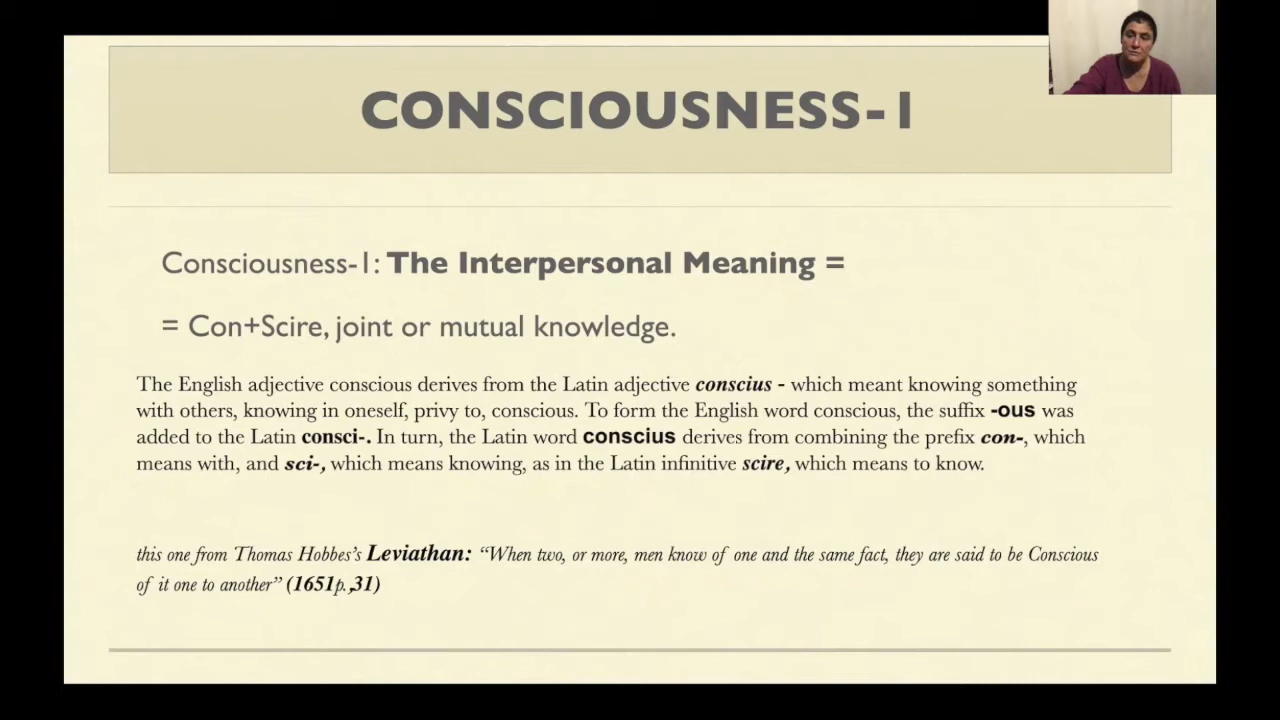 CONSCIOUSNESS-1
Consciousness-1: The Interpersonal Meaning =
= Con+Scire, joint or mutual knowledge.
The English adjective conscious derives from the Latin adjective conscius - which meant knowing something
with others, knowing in oneself, privy to, conscious. To form the English word conscious, the suffix -ous was
added to the Latin consci-. In turn, the Latin word conscius derives from combining the prefix con-, which
means with, and sci-, which means knowing, as in the Latin infinitive scire, which means to know.
this one from Thomas Hobbes’s Leviathan: “When two, or more, men know of one and the same fact, they are said to be Conscious
of it one to another” (1651p.,31)